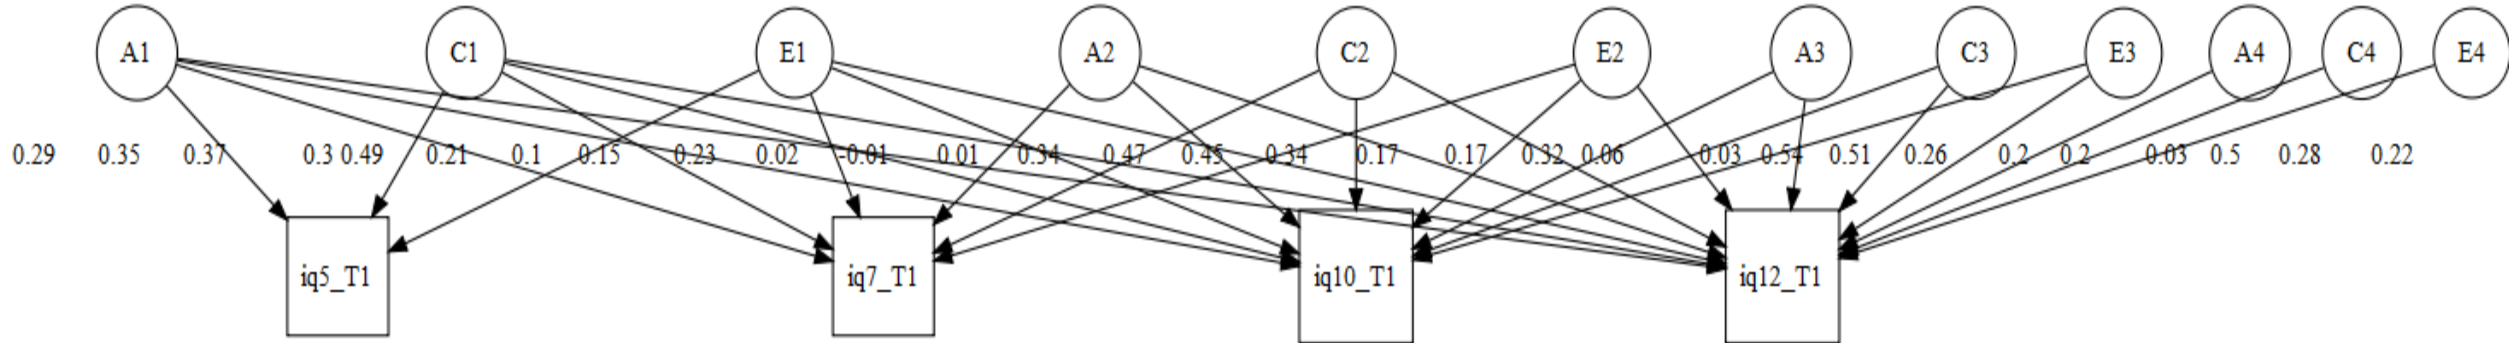 A1 C1 E1 A2 C2 E2 A3 C3 E3 A4 C4 E4
0.29 0.35 0.37 0.3 0.49 0.21 0.1 0.15 0.23 0.02 -0.01 0.01 0.34 0.47 0.45 0.34 0.17 0.17 0.32 0.06 0.03 0.54 0.51 0.26 0.2 0.2 0.03 0.5 0.28 0.22
iq5_T1 iq7_T1 iq10_T1 iq12_T1